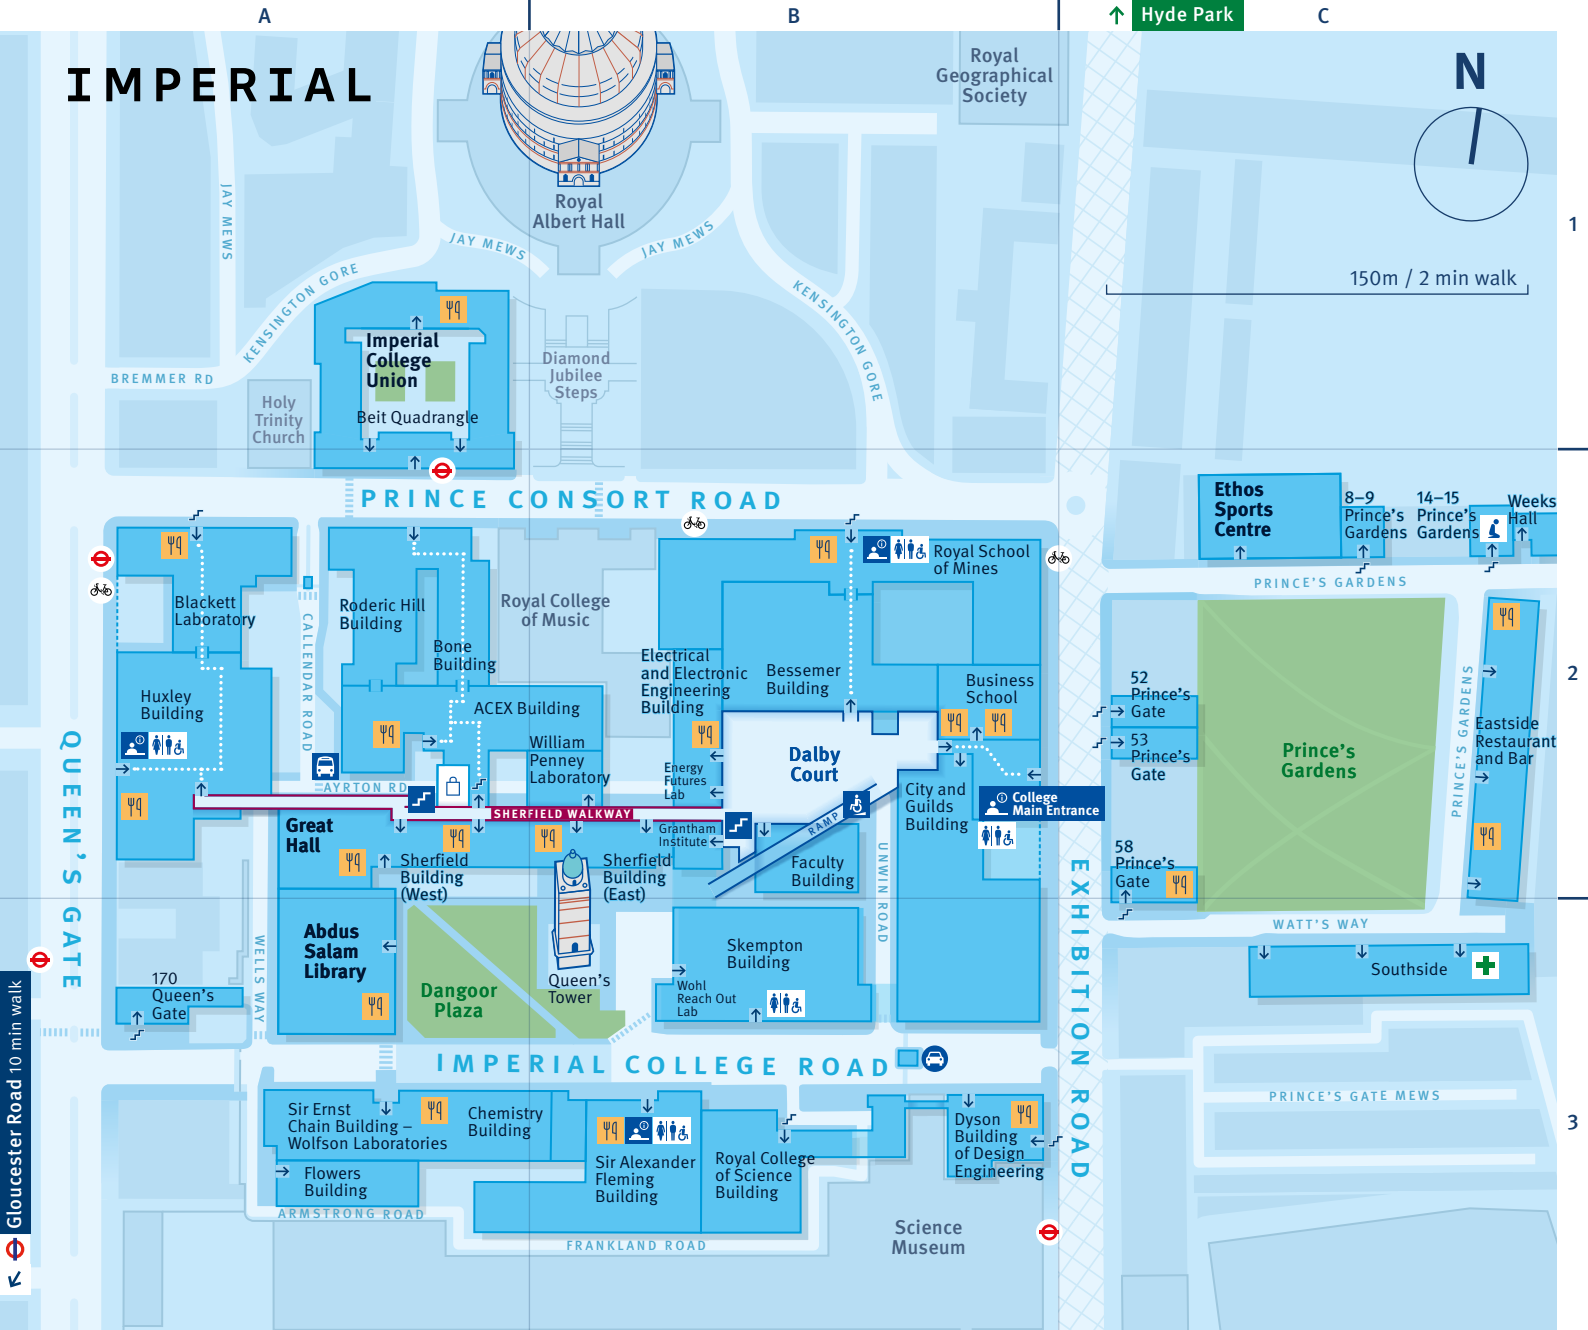 A
B
Hyde Park
C
IMPERIAL
N
Royal
Geographical
Society
Royal
Albert Hall
JAY MEWS
JAY MEWS
JAY MEWS
1
150m / 2 min walk
KENSINGTON GORE
KENSINGTON GORE
BREMMER RD
Imperial
College
Union
Beit Quadrangle
Holy
Trinity
Church
Diamond
Jubilee
Steps
PRINCE CONSORT ROAD
Ethos
Sports
Centre
8–9
Prince's
Gardens
14–15
Prince's
Gardens
Weeks
Hall
PRINCE'S GARDENS
Blackett
Laboratory
CALLENDAR ROAD
Roderic Hill
Building
Bone
Building
Royal College
of Music
Royal School
of Mines
Electrical
and Electronic
Engineering
Building
Bessemer
Building
Business
School
52
Prince's
Gate
53
Prince's
Gate
PRINCE'S GARDENS
2
Huxley
Building
ACEX Building
William
Penney
Laboratory
Energy
Futures
Lab
Dalby
Court
Prince's
Gardens
Eastside
Restaurant
and Bar
QUEEN'S GATE
AYRTON RD
SHERFIELD WALKWAY
City and
Guilds
Building
College
Main Entrance
Great
Hall
Grantham
Institute
RAMP
Sherfield
Building
(West)
Sherfield
Building
(East)
Faculty
Building
UNWIN ROAD
EXHIBITION ROAD
58
Prince's
Gate
WATT'S WAY
Abdus
Salam
Library
WELLS WAY
Skempton
Building
Southside
170
Queen's
Gate
Dangoor
Plaza
Queen's
Tower
Wohl
Reach Out
Lab
Gloucester Road 10 min walk
IMPERIAL COLLEGE ROAD
PRINCE'S GATE MEWS
3
Sir Ernst
Chain Building –
Wolfson Laboratories
Chemistry
Building
Flowers
Building
Sir Alexander
Fleming
Building
Royal College
of Science
Building
Dyson
Building
of Design
Engineering
ARMSTRONG ROAD
FRANKLAND ROAD
Science
Museum